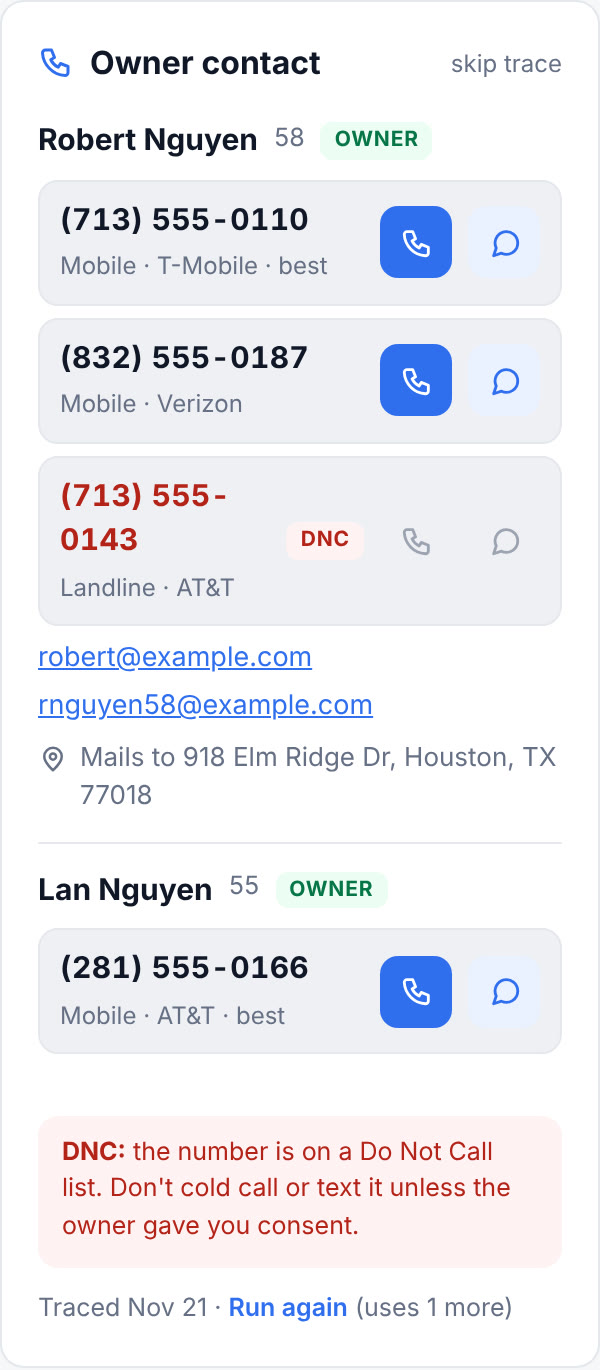 Owner contact skip trace
Robert Nguyen 58 OWNER
(713) 555-0110
Mobile · T-Mobile · best
(832) 555-0187
Mobile · Verizon
(713) 555-
0143
DNC
Landline · AT&T
robert@example.com
rnguyen58@example.com
Mails to 918 Elm Ridge Dr, Houston, TX
77018
Lan Nguyen 55 OWNER
(281) 555-0166
Mobile · AT&T · best
DNC: the number is on a Do Not Call
list. Don't cold call or text it unless the
owner gave you consent.
Traced Nov 21 · Run again (uses 1 more)